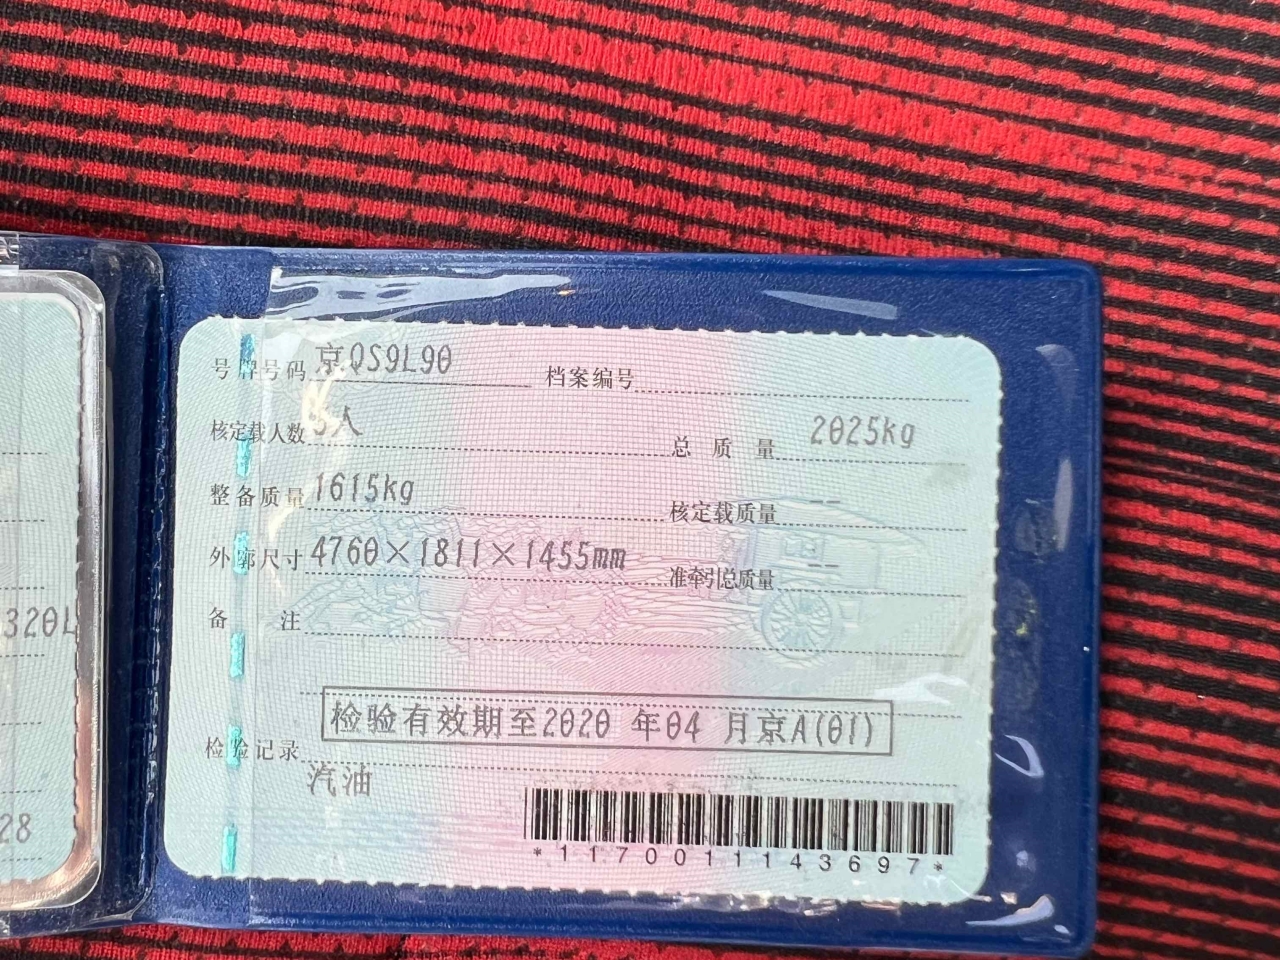 号牌号码 京QS9L90 档案编号
核定载人数 5人 总质量 2025kg
整备质量 1615kg 核定载质量 --
外廓尺寸 4760×1811×1455mm 准牵引总质量 --
备注
检验记录 检验有效期至2020 年04 月京A(01)
汽油
*1170011143697*
320L
28